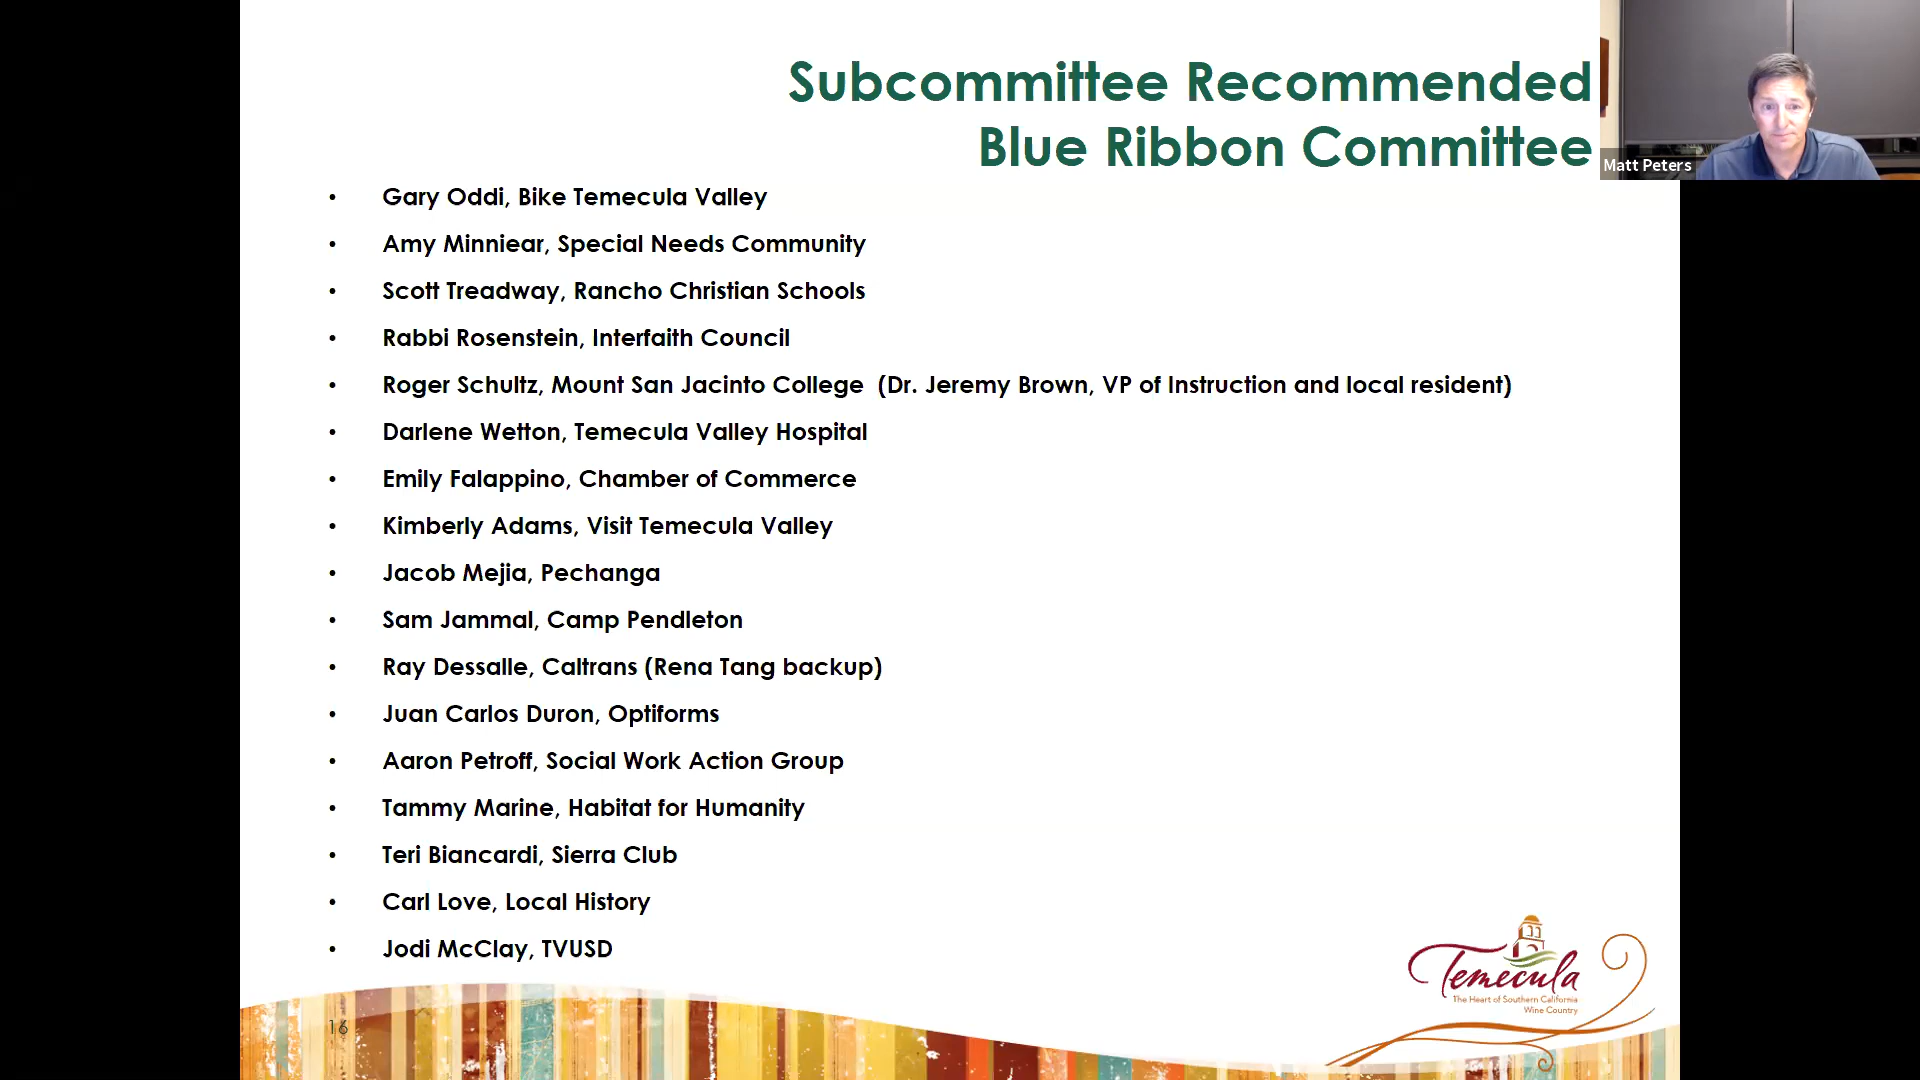 Subcommittee Recommended
Blue Ribbon Committee
Matt Peters
• Gary Oddi, Bike Temecula Valley
• Amy Minniear, Special Needs Community
• Scott Treadway, Rancho Christian Schools
• Rabbi Rosenstein, Interfaith Council
• Roger Schultz, Mount San Jacinto College (Dr. Jeremy Brown, VP of Instruction and local resident)
• Darlene Wetton, Temecula Valley Hospital
• Emily Falappino, Chamber of Commerce
• Kimberly Adams, Visit Temecula Valley
• Jacob Mejia, Pechanga
• Sam Jammal, Camp Pendleton
• Ray Dessalle, Caltrans (Rena Tang backup)
• Juan Carlos Duron, Optiforms
• Aaron Petroff, Social Work Action Group
• Tammy Marine, Habitat for Humanity
• Teri Biancardi, Sierra Club
• Carl Love, Local History
• Jodi McClay, TVUSD
Temecula
The Heart of Southern California
Wine Country
16